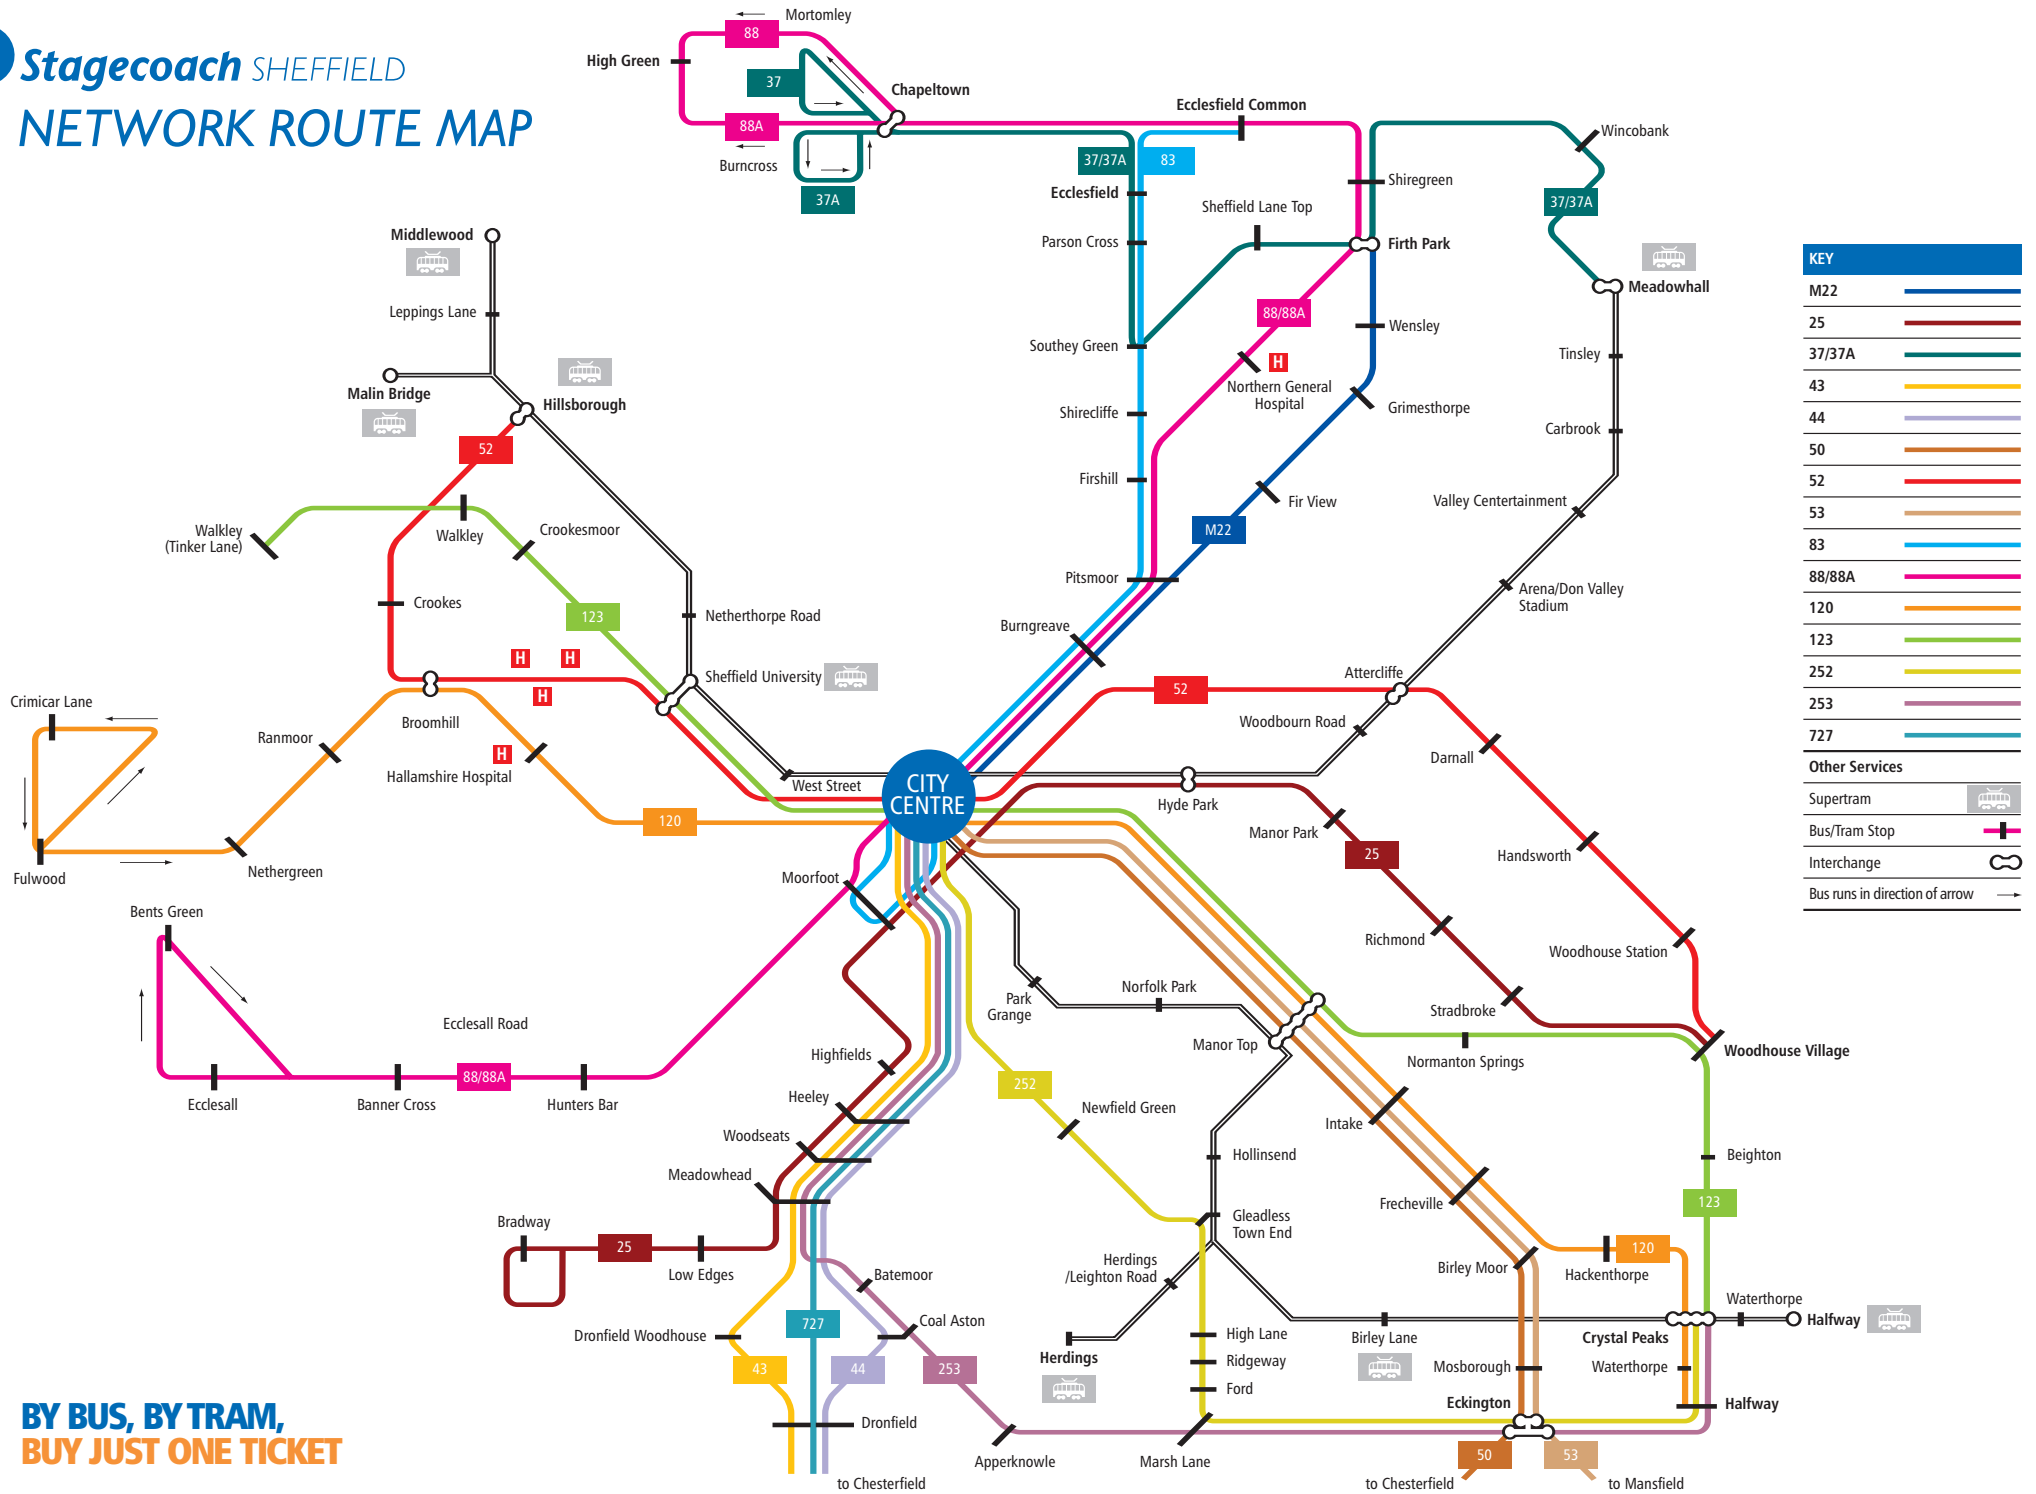 Stagecoach SHEFFIELD
NETWORK ROUTE MAP
Mortomley
88
High Green
37
Chapeltown
88A
Burncross
37A
Ecclesfield Common
37/37A
83
Ecclesfield
Parson Cross
Sheffield Lane Top
Shiregreen
Firth Park
Wincobank
37/37A
Meadowhall
Middlewood
Leppings Lane
Malin Bridge
Hillsborough
52
Southey Green
88/88A
H
Northern General
Hospital
Wensley
Grimesthorpe
Shirecliffe
Firshill
Fir View
M22
Pitsmoor
Burngreave
Tinsley
Carbrook
Valley Centertainment
Arena/Don Valley
Stadium
Attercliffe
Woodbourn Road
Walkley
(Tinker Lane)
Walkley
Crookesmoor
Crookes
123
Netherthorpe Road
H
H
H
Sheffield University
Crimicar Lane
Ranmoor
Broomhill
H
Hallamshire Hospital
West Street
CITY
CENTRE
52
Hyde Park
Darnall
Handsworth
Manor Park
25
Richmond
Woodhouse Station
Stradbroke
Woodhouse Village
120
Fulwood
Nethergreen
Moorfoot
Bents Green
Ecclesall Road
88/88A
Ecclesall
Banner Cross
Hunters Bar
Park
Grange
Norfolk Park
Manor Top
Normanton Springs
Highfields
Heeley
Woodseats
Meadowhead
252
Newfield Green
Intake
Hollinsend
Beighton
123
Frecheville
Bradway
25
Low Edges
Batemoor
Gleadless
Town End
Herdings
/Leighton Road
Birley Moor
120
Hackenthorpe
Dronfield Woodhouse
727
Coal Aston
43
44
253
Herdings
High Lane
Ridgeway
Ford
Birley Lane
Crystal Peaks
Waterthorpe
Halfway
Mosborough
Waterthorpe
Eckington
Halfway
Dronfield
to Chesterfield
Apperknowle
Marsh Lane
50
53
to Chesterfield
to Mansfield
KEY
M22
25
37/37A
43
44
50
52
53
83
88/88A
120
123
252
253
727
Other Services
Supertram
Bus/Tram Stop
Interchange
Bus runs in direction of arrow
BY BUS, BY TRAM,
BUY JUST ONE TICKET